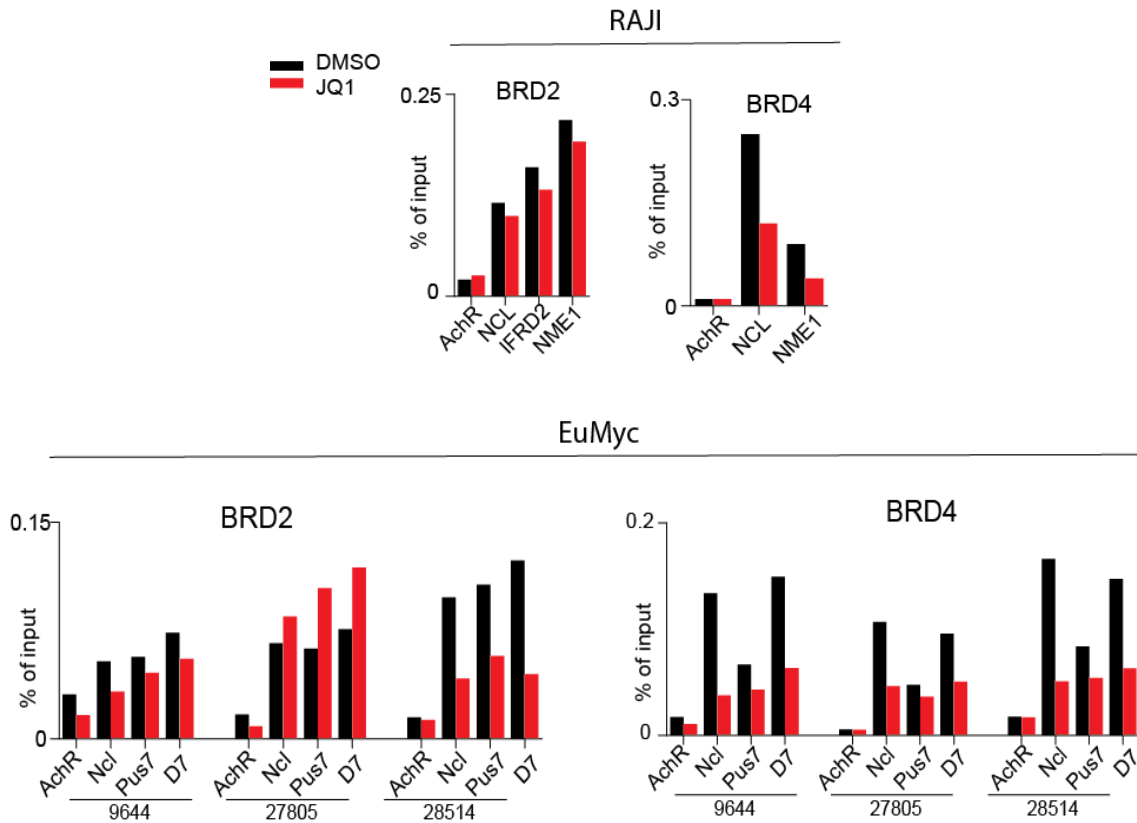 RAJI
DMSO
JQ1
BRD2
0.25
% of input
0
AchR
NCL
IFRD2
NME1
BRD4
0.3
% of input
0
AchR
NCL
NME1
EuMyc
BRD2
0.15
% of input
0
AchR
Ncl
Pus7
D7
AchR
Ncl
Pus7
D7
AchR
Ncl
Pus7
D7
9644
27805
28514
BRD4
0.2
% of input
0
AchR
Ncl
Pus7
D7
AchR
Ncl
Pus7
D7
AchR
Ncl
Pus7
D7
9644
27805
28514